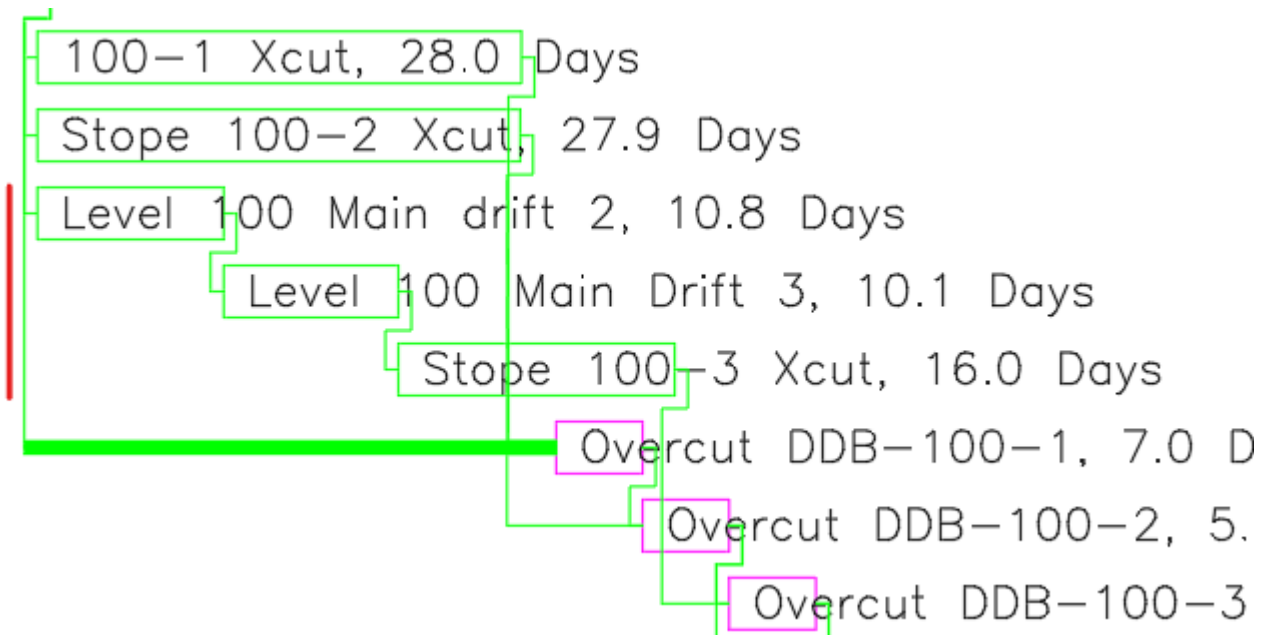 100-1 Xcut, 28.0 Days
Stope 100-2 Xcut, 27.9 Days
Level 100 Main drift 2, 10.8 Days
Level 100 Main Drift 3, 10.1 Days
Stope 100-3 Xcut, 16.0 Days
Overcut DDB-100-1, 7.0 D
Overcut DDB-100-2, 5.
Overcut DDB-100-3